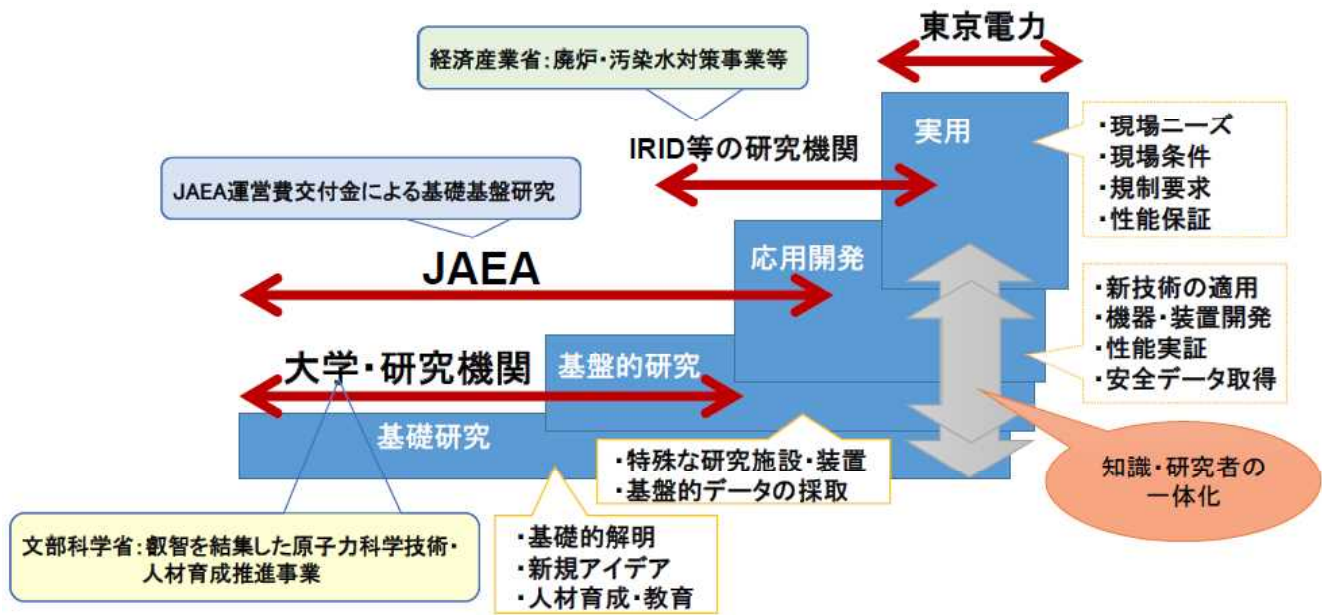 東京電力
経済産業省:廃炉・汚染水対策事業等
実用
・現場ニーズ
・現場条件
・規制要求
・性能保証
IRID等の研究機関
JAEA運営費交付金による基礎基盤研究
JAEA
応用開発
・新技術の適用
・機器・装置開発
・性能実証
・安全データ取得
大学・研究機関
基盤的研究
基礎研究
・特殊な研究施設・装置
・基盤的データの採取
知識・研究者の
一体化
文部科学省:叡智を結集した原子力科学技術・
人材育成推進事業
・基礎的解明
・新規アイデア
・人材育成・教育